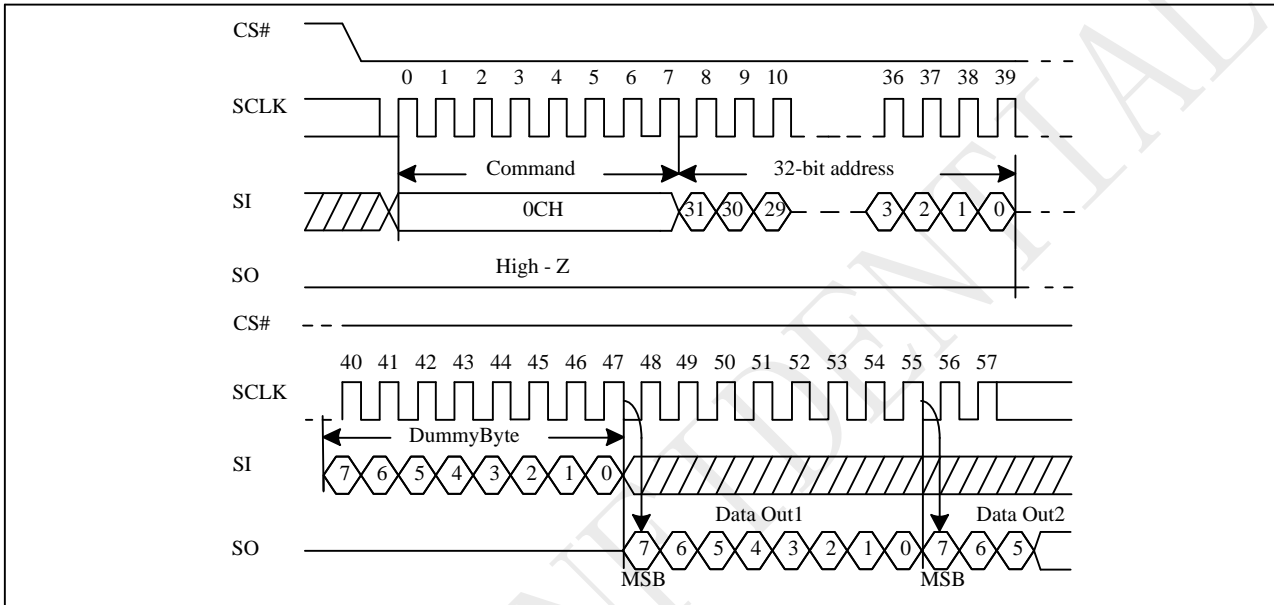 CS#
0 1 2 3 4 5 6 7 8 9 10 36 37 38 39
SCLK
Command 32-bit address
SI 0CH 31 30 29 3 2 1 0
High - Z
SO
CS#
40 41 42 43 44 45 46 47 48 49 50 51 52 53 54 55 56 57
SCLK
DummyByte
SI 7 6 5 4 3 2 1 0
Data Out1 Data Out2
SO 7 6 5 4 3 2 1 0 7 6 5
MSB MSB
NTIDENTIAL